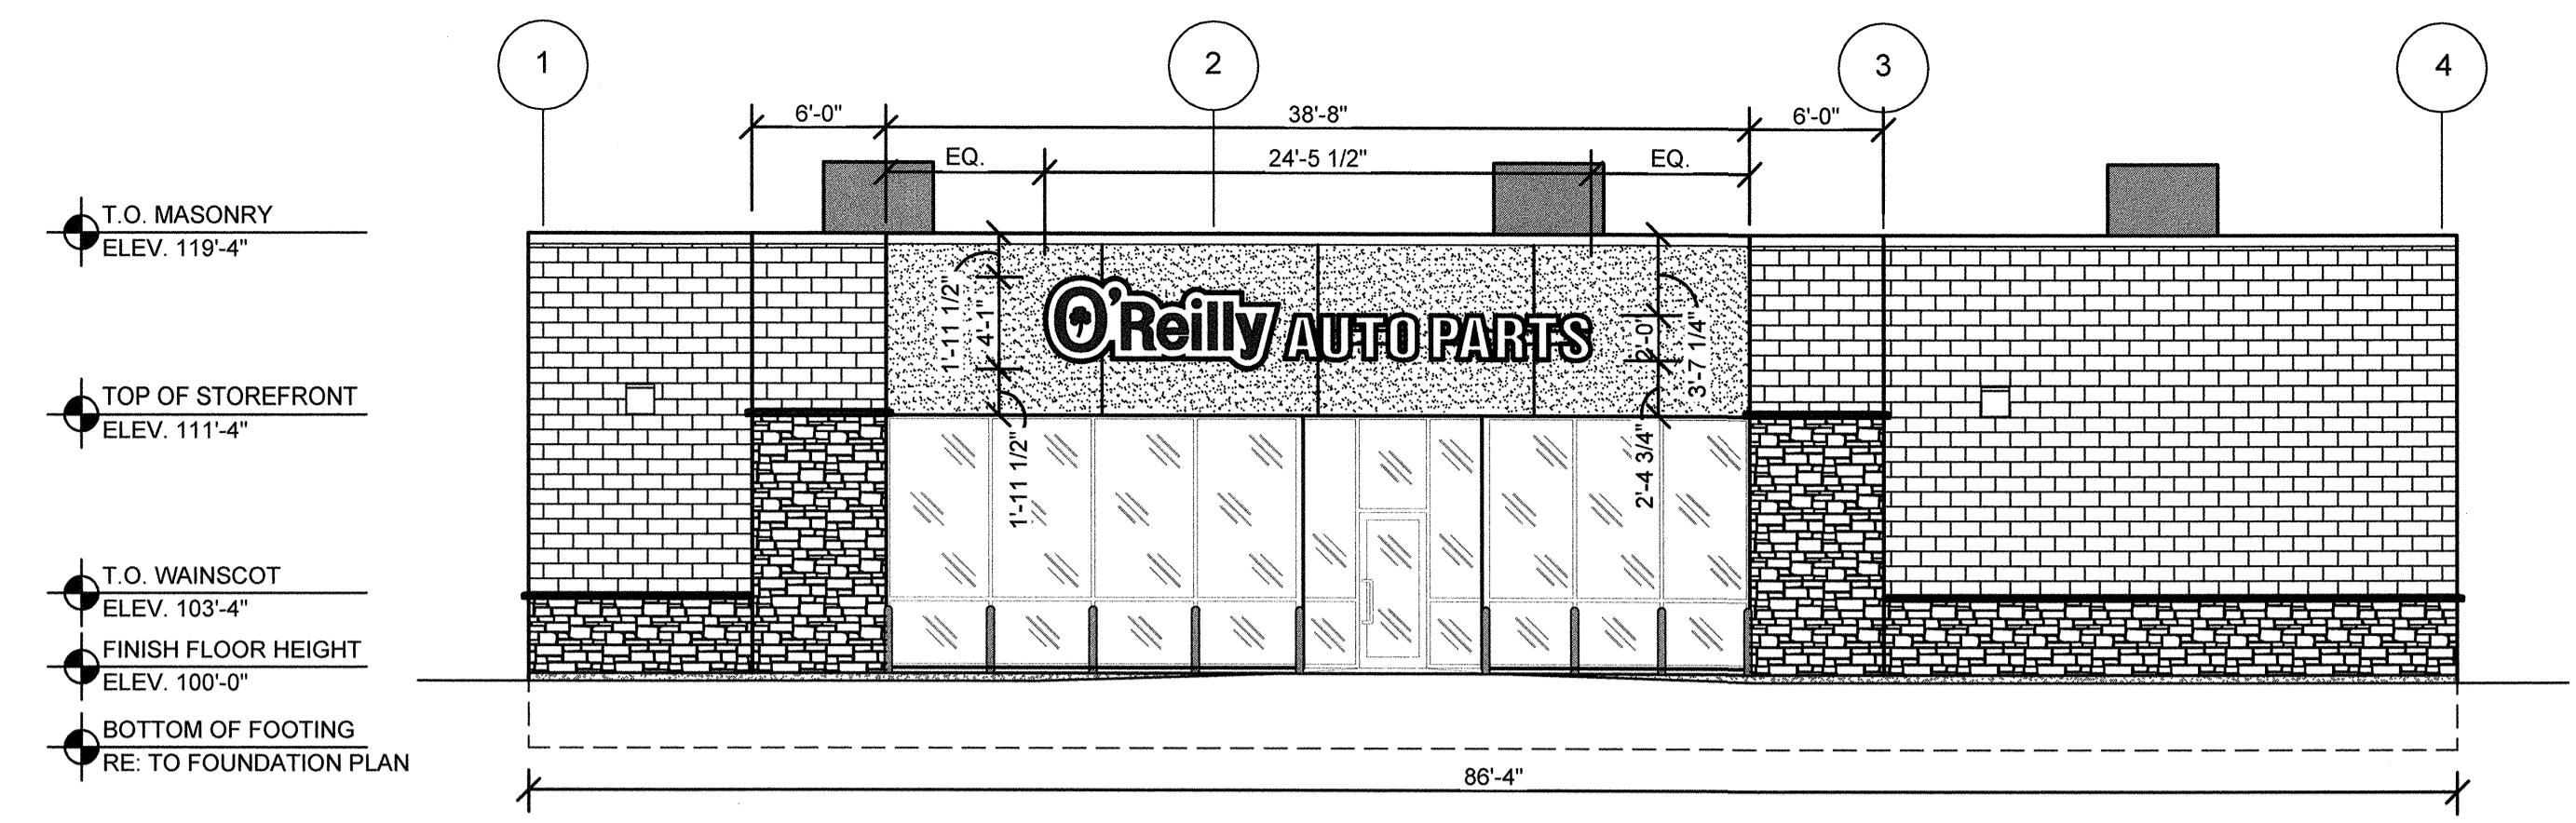 1
2
3
4
6'-0"
38'-8"
6'-0"
EQ.
24'-5 1/2"
EQ.
T.O. MASONRY
ELEV. 119'-4"
1'-11 1/2"
4'-1"
O'Reilly AUTO PARTS
2'-0"
3'-7 1/4"
TOP OF STOREFRONT
ELEV. 111'-4"
1'-11 1/2"
2'-4 3/4"
T.O. WAINSCOT
ELEV. 103'-4"
FINISH FLOOR HEIGHT
ELEV. 100'-0"
BOTTOM OF FOOTING
RE: TO FOUNDATION PLAN
86'-4"